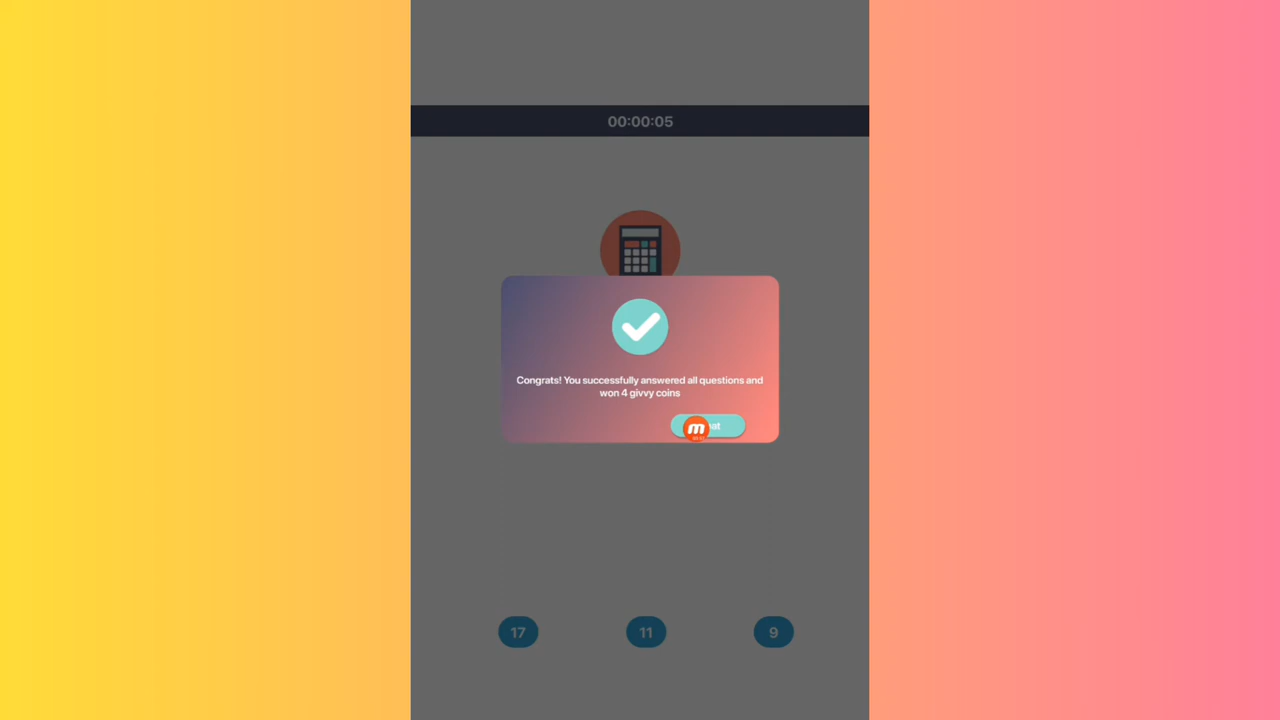 00:00:05
Congrats! You successfully answered all questions and
won 4 givvy coins
m
17
11
9